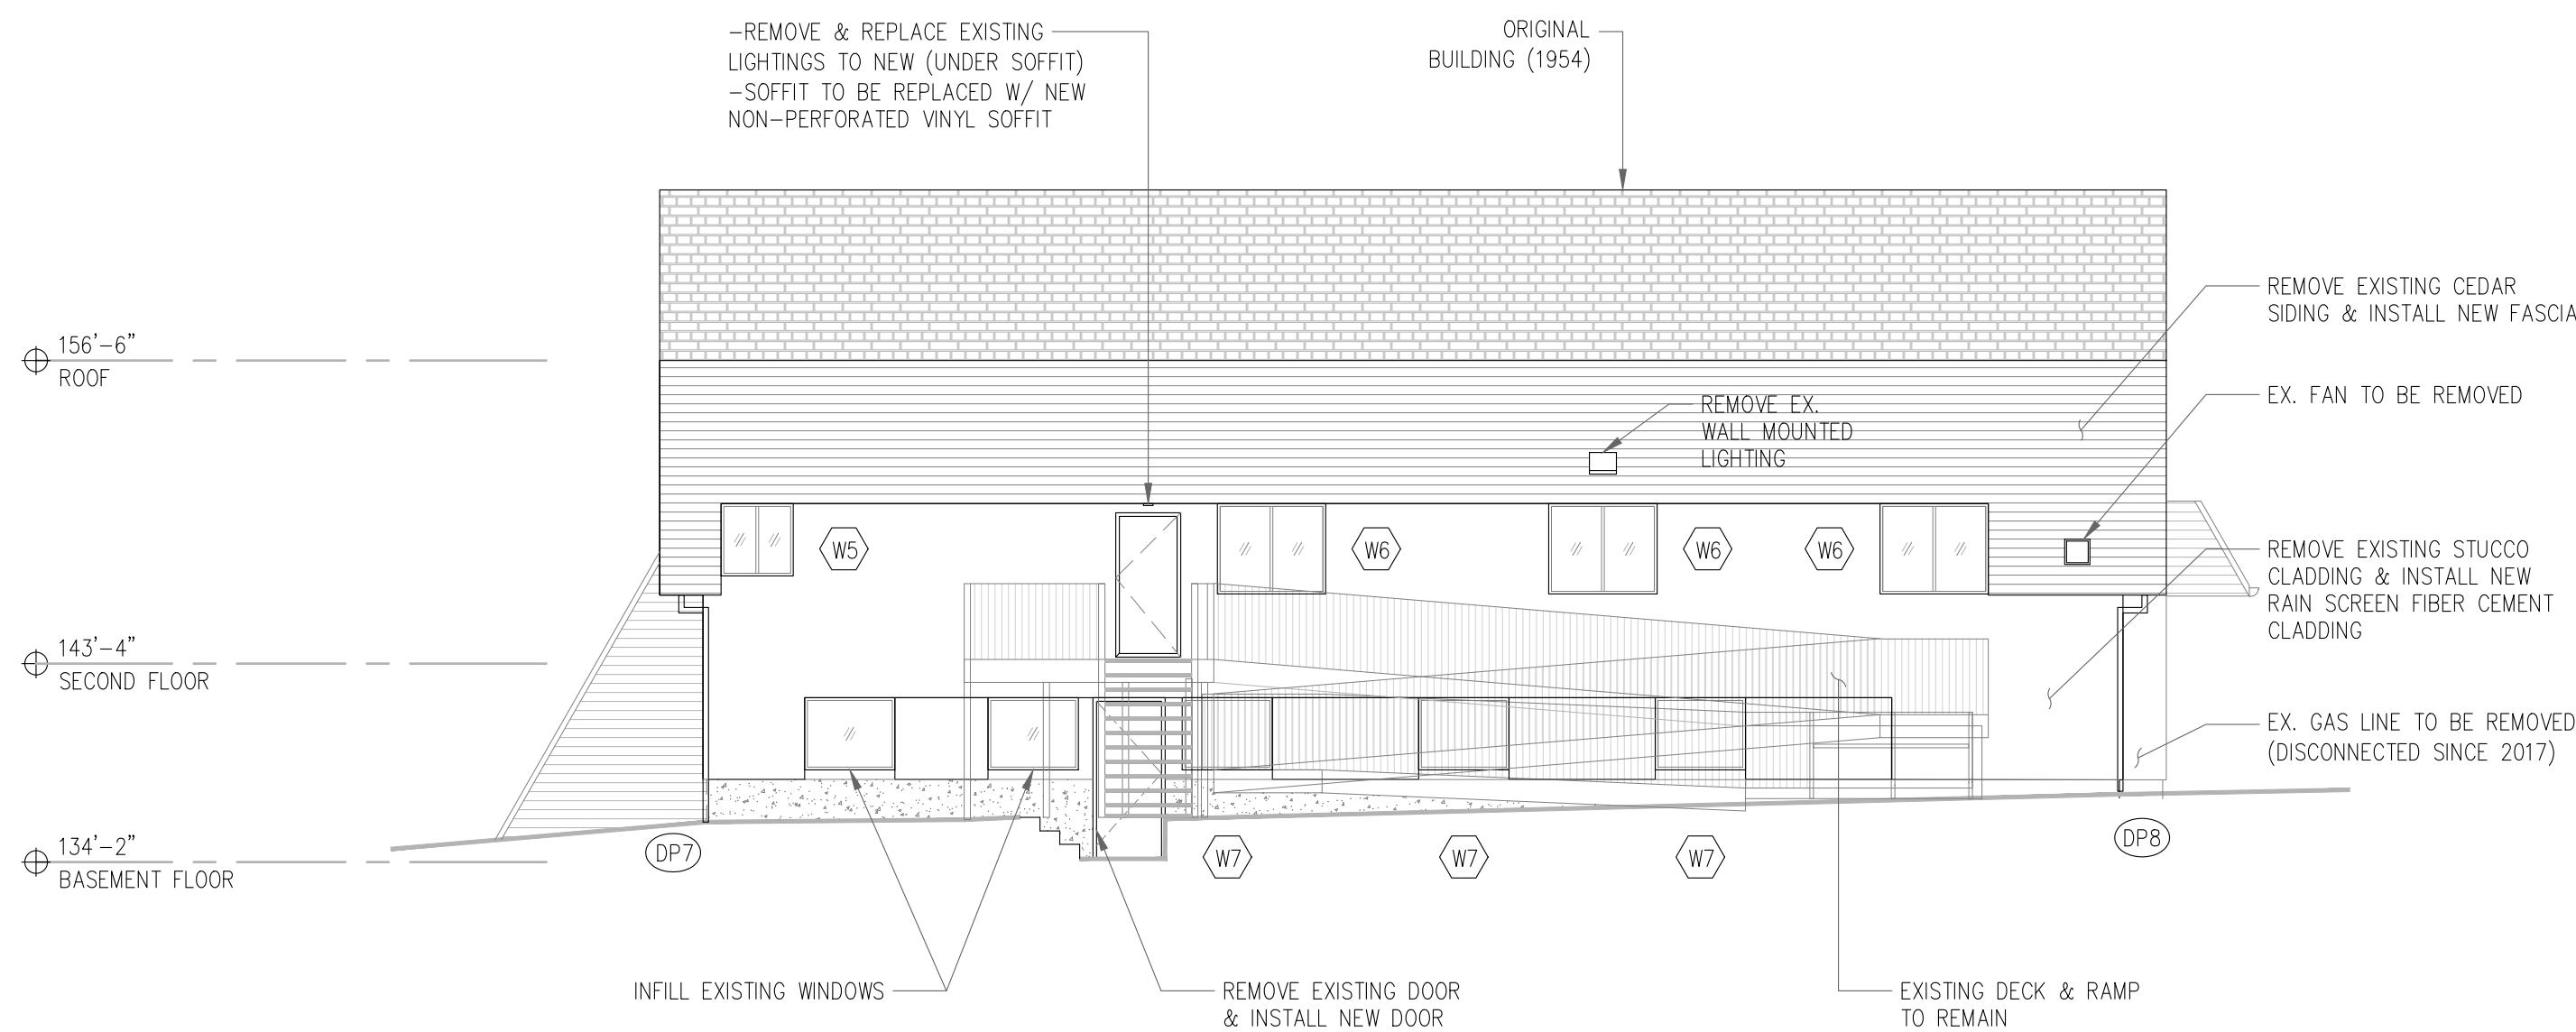 -REMOVE & REPLACE EXISTING
LIGHTINGS TO NEW (UNDER SOFFIT)
-SOFFIT TO BE REPLACED W/ NEW
NON-PERFORATED VINYL SOFFIT
ORIGINAL
BUILDING (1954)
REMOVE EXISTING CEDAR
SIDING & INSTALL NEW FASCIA
156'-6"
ROOF
EX. FAN TO BE REMOVED
REMOVE EX.
WALL MOUNTED
LIGHTING
W5
W6
W6
W6
REMOVE EXISTING STUCCO
CLADDING & INSTALL NEW
RAIN SCREEN FIBER CEMENT
CLADDING
143'-4"
SECOND FLOOR
EX. GAS LINE TO BE REMOVED
(DISCONNECTED SINCE 2017)
134'-2"
BASEMENT FLOOR
DP7
W7
W7
W7
DP8
INFILL EXISTING WINDOWS
REMOVE EXISTING DOOR
& INSTALL NEW DOOR
EXISTING DECK & RAMP
TO REMAIN